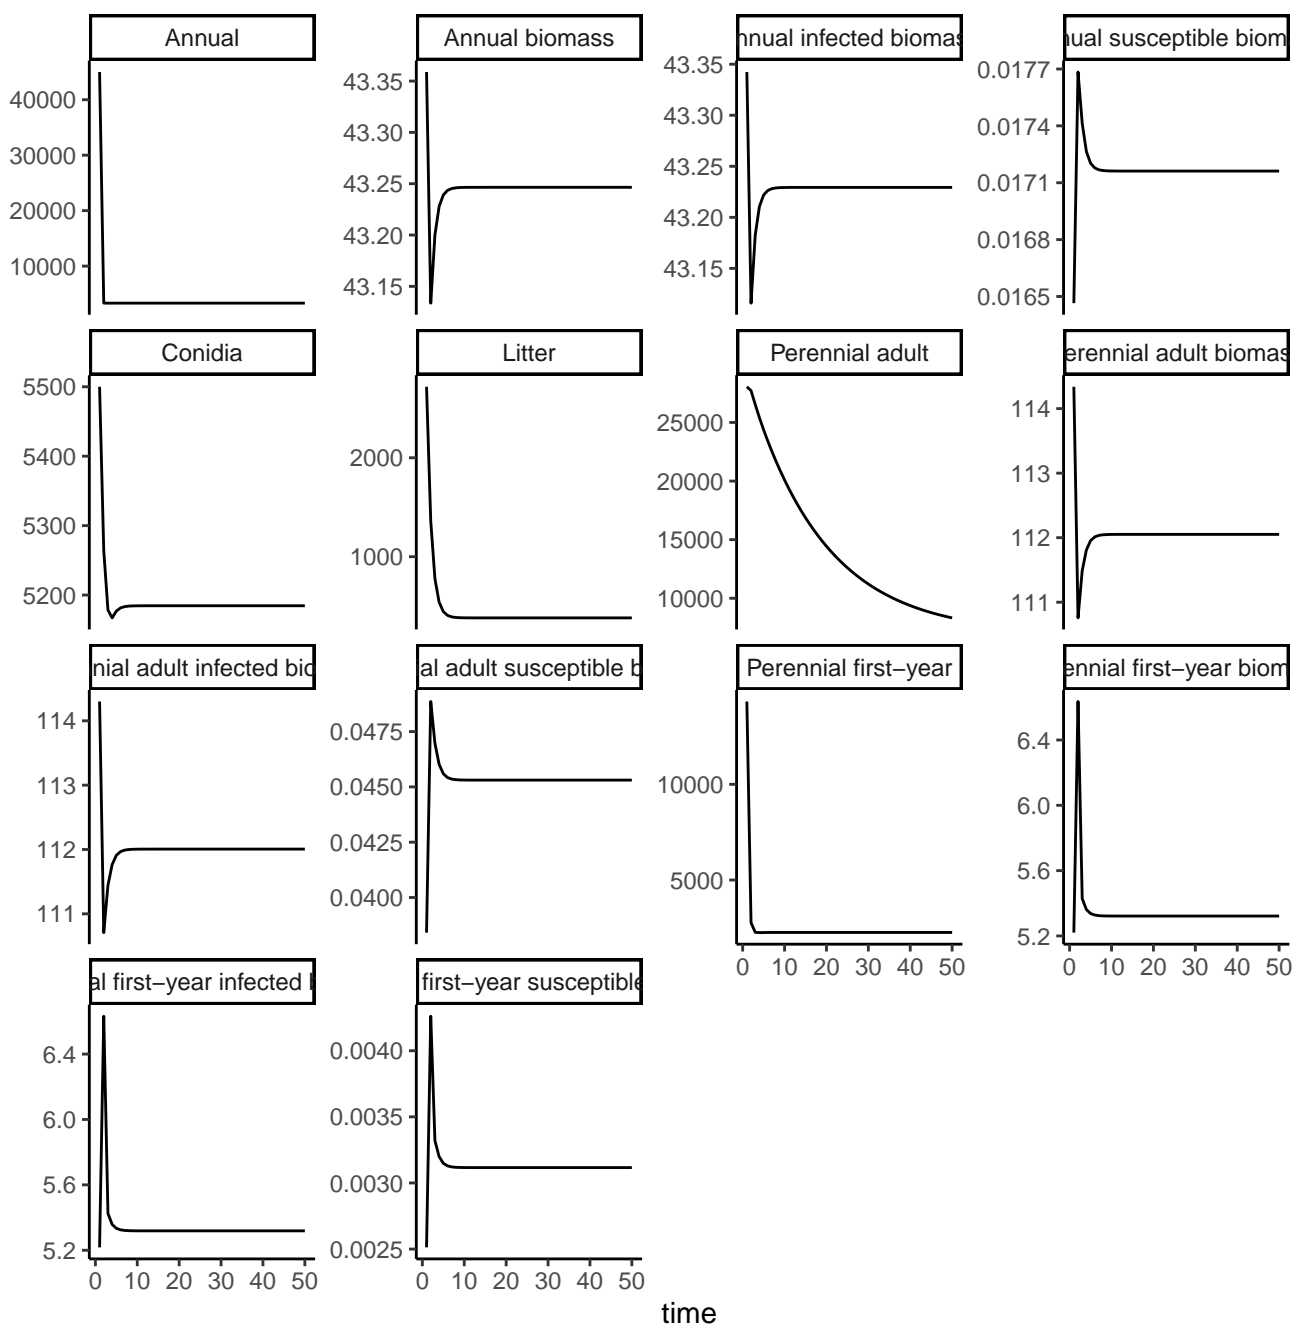 Annual
Annual biomass
nnual infected biomas
nual susceptible biom
40000
30000
20000
10000
43.35
43.30
43.25
43.20
43.15
43.35
43.30
43.25
43.20
43.15
0.0177
0.0174
0.0171
0.0168
0.0165
Conidia
Litter
Perennial adult
erennial adult biomas
5500
5400
5300
5200
2000
1000
25000
20000
15000
10000
114
113
112
111
nial adult infected bio
al adult susceptible b
Perennial first−year
ennial first−year biom
114
113
112
111
0.0475
0.0450
0.0425
0.0400
10000
5000
6.4
6.0
5.6
5.2
0 10 20 30 40 50
0 10 20 30 40 50
al first−year infected b
first−year susceptible
6.4
6.0
5.6
5.2
0.0040
0.0035
0.0030
0.0025
0 10 20 30 40 50
0 10 20 30 40 50
time